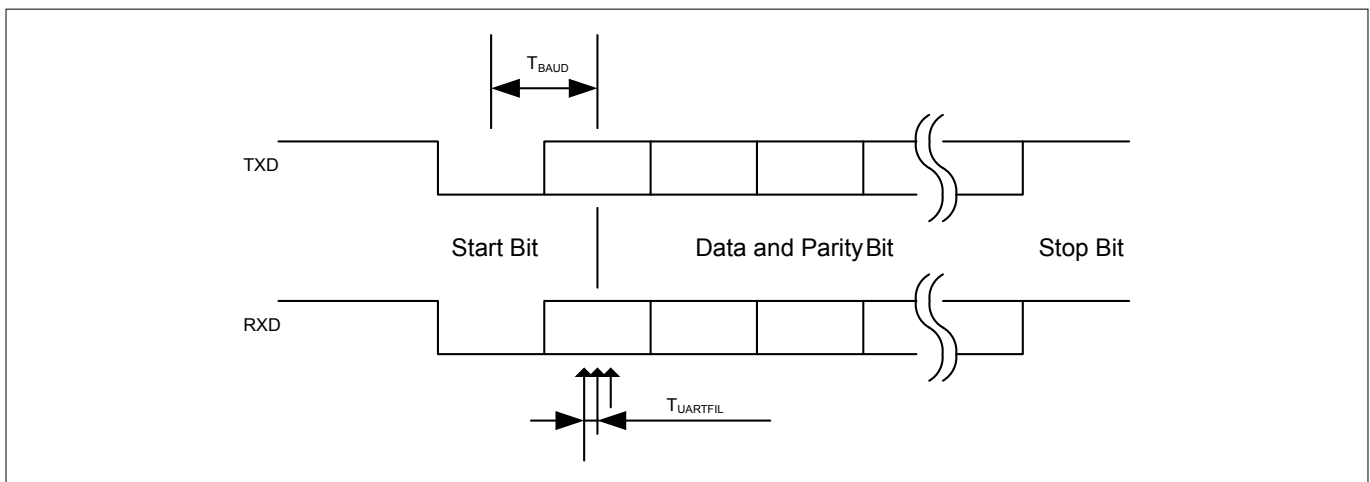 TBAUD
TXD
Start Bit
Data and Parity Bit
Stop Bit
RXD
TUARTFIL